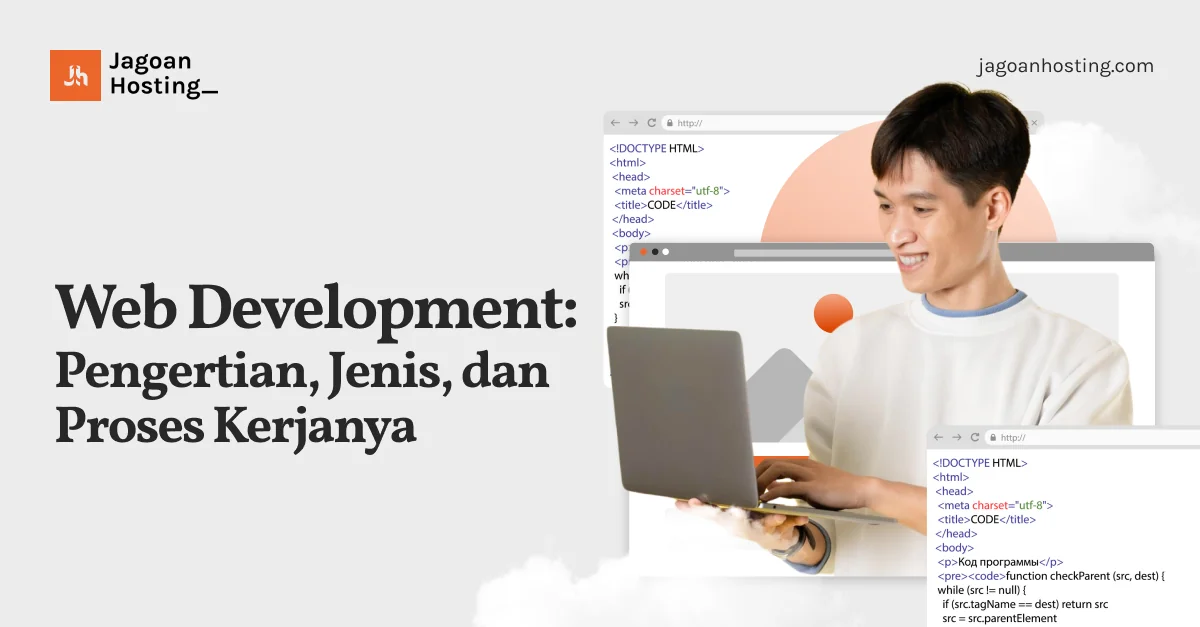 Jagoan
Hosting_
jagoanhosting.com
Web Development:
Pengertian, Jenis, dan
Proses Kerjanya
http://
<!DOCTYPE HTML>
<html>
<head>
<meta charset="utf-8">
<title>CODE</title>
</head>
<body>
<p
<p
wh
if
src
}
http://
<!DOCTYPE HTML>
<html>
<head>
<meta charset="utf-8">
<title>CODE</title>
</head>
<body>
<p>Код программы</p>
<pre><code>function checkParent (src, dest) {
while (src != null) {
if (src.tagName == dest) return src
src = src.parentElement